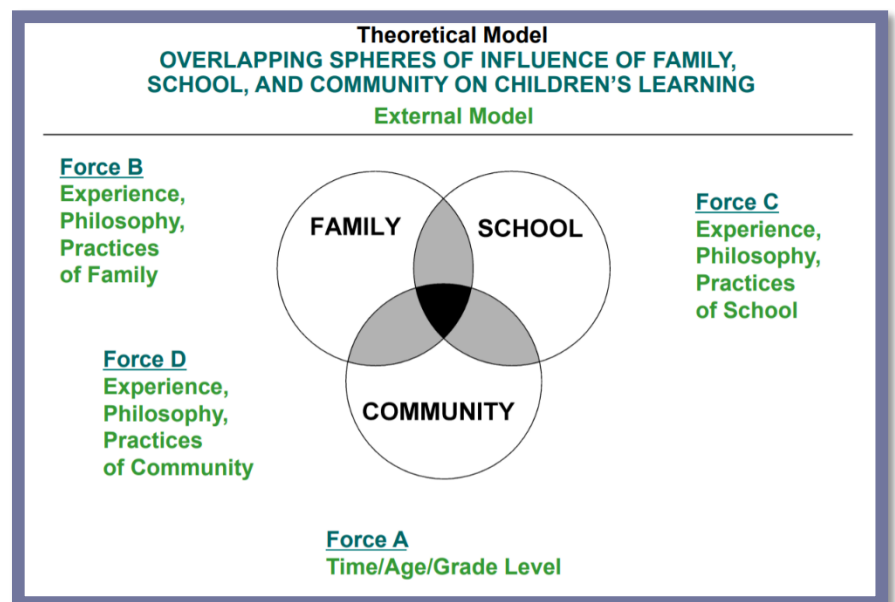 Theoretical Model
OVERLAPPING SPHERES OF INFLUENCE OF FAMILY,
SCHOOL, AND COMMUNITY ON CHILDREN'S LEARNING
External Model
Force B
Experience,
Philosophy,
Practices
of Family
FAMILY
SCHOOL
Force C
Experience,
Philosophy,
Practices
of School
Force D
Experience,
Philosophy,
Practices
of Community
COMMUNITY
Force A
Time/Age/Grade Level